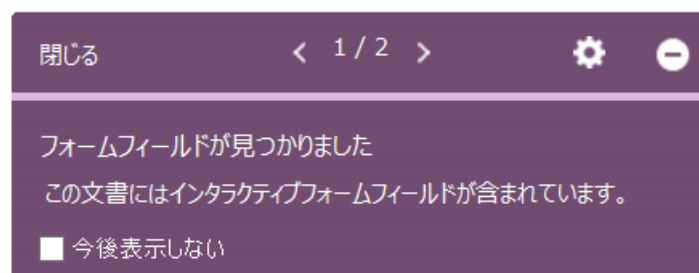 閉じる < 1 / 2 >
フォームフィールドが見つかりました
この文書にはインタラクティブフォームフィールドが含まれています。
今後表示しない